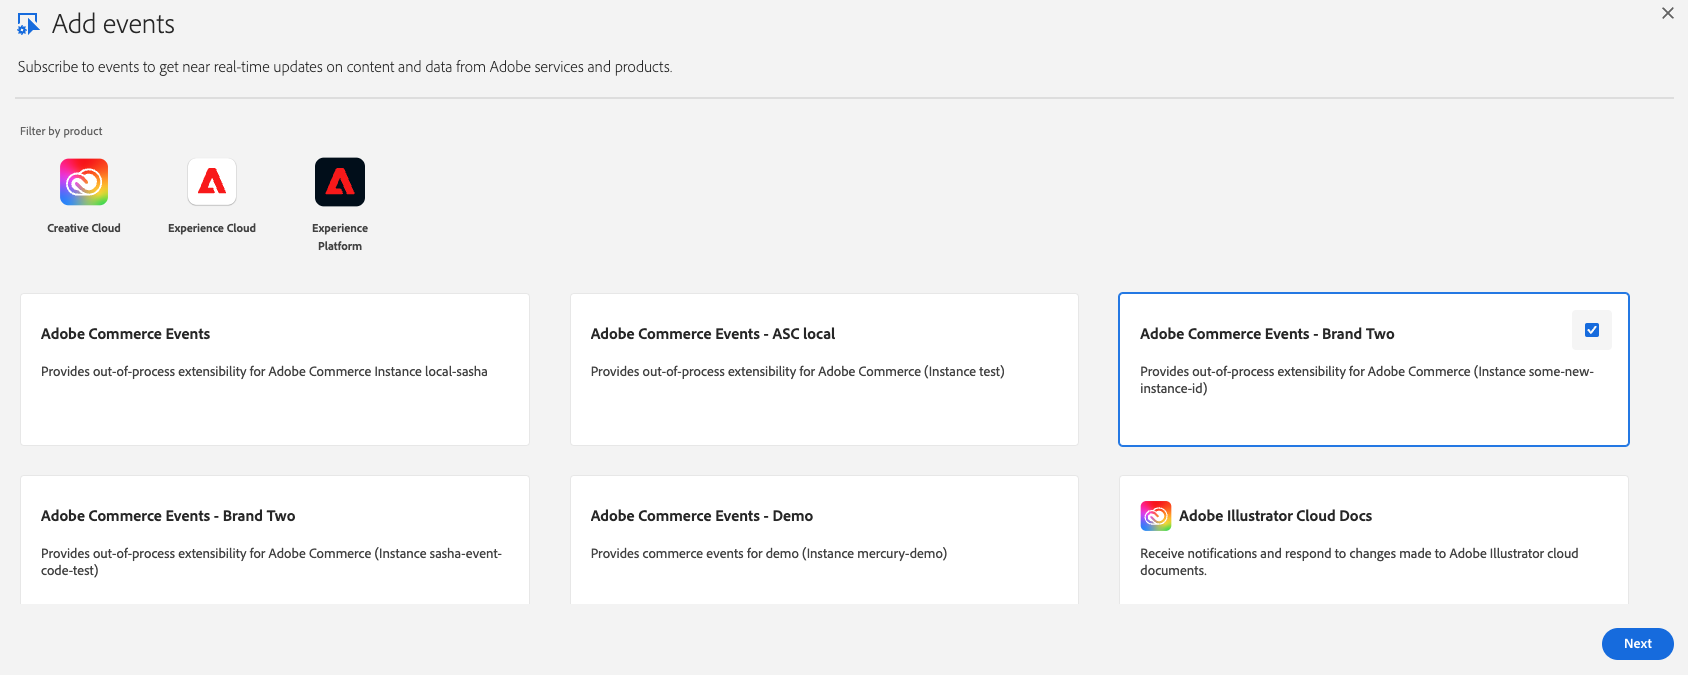 Add events
Subscribe to events to get near real-time updates on content and data from Adobe services and products.
Filter by product
Creative Cloud
Experience Cloud
Experience
Platform
Adobe Commerce Events
Provides out-of-process extensibility for Adobe Commerce Instance local-sasha
Adobe Commerce Events - ASC local
Provides out-of-process extensibility for Adobe Commerce (Instance test)
Adobe Commerce Events - Brand Two
Provides out-of-process extensibility for Adobe Commerce (Instance some-new-
instance-id)
Adobe Commerce Events - Brand Two
Provides out-of-process extensibility for Adobe Commerce (Instance sasha-event-
code-test)
Adobe Commerce Events - Demo
Provides commerce events for demo (Instance mercury-demo)
Adobe Illustrator Cloud Docs
Receive notifications and respond to changes made to Adobe Illustrator cloud
documents.
Next